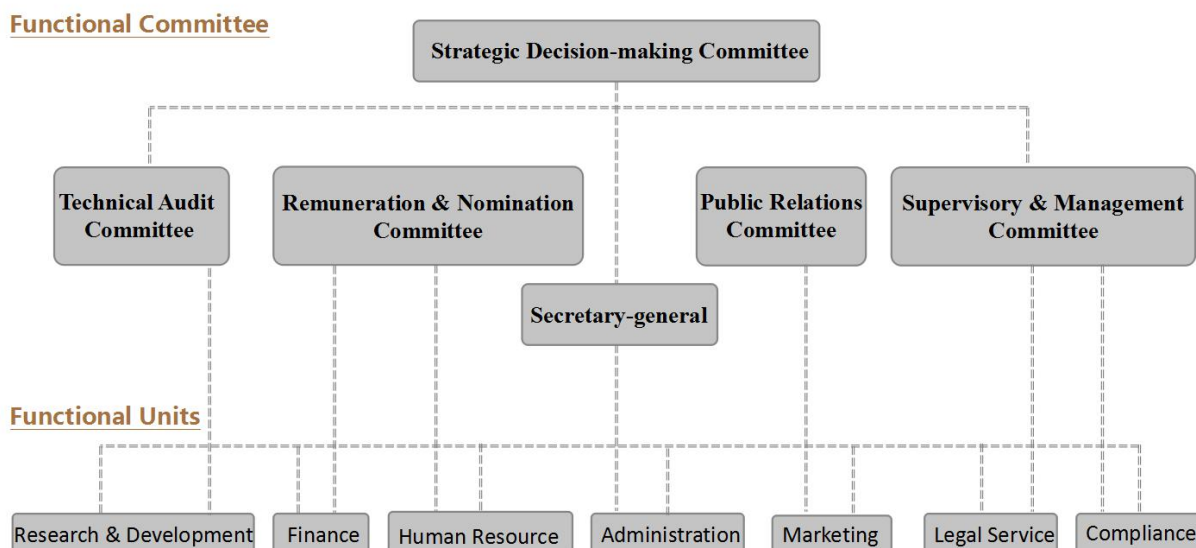 Functional Committee
Strategic Decision-making Committee
Technical Audit
Committee
Remuneration & Nomination
Committee
Public Relations
Committee
Supervisory & Management
Committee
Secretary-general
Functional Units
Research & Development
Finance
Human Resource
Administration
Marketing
Legal Service
Compliance